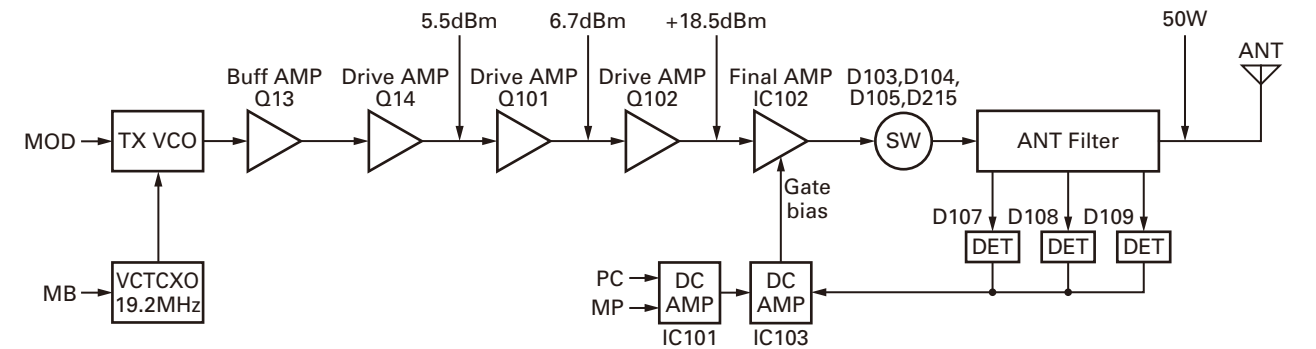 5.5dBm
6.7dBm
+18.5dBm
50W
ANT
Buff AMP
Q13
Drive AMP
Q14
Drive AMP
Q101
Drive AMP
Q102
Final AMP
IC102
D103,D104,
D105,D215
MOD
TX VCO
SW
ANT Filter
Gate
bias
D107
D108
D109
DET
DET
DET
MB
VCTCXO
19.2MHz
PC
MP
DC
AMP
IC101
DC
AMP
IC103